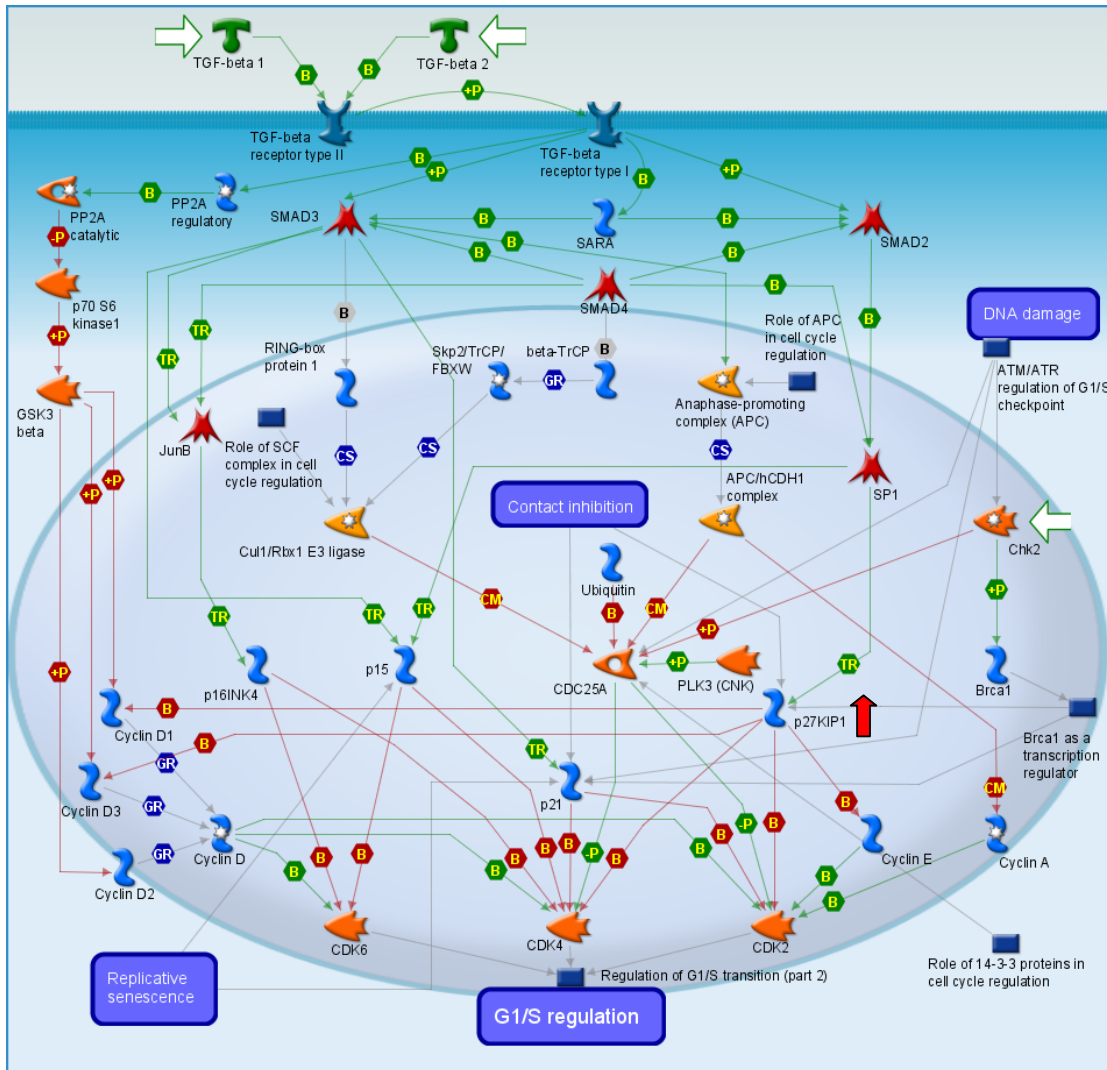 TGF-beta 1
TGF-beta 2
B
B
+P
TGF-beta
receptor type II
TGF-beta
receptor type I
B
+P
B
+P
B
PP2A
catalytic
PP2A
regulatory
SMAD3
B
SARA
B
SMAD2
-P
B
B
B
p70 S6
kinase1
SMAD4
B
B
DNA damage
+P
TR
TR
B
RING-box
protein 1
Skp2/TrCP/
FBXW
beta-TrCP
B
Role of APC
in cell cycle
regulation
ATM/ATR
regulation of G1/S
checkpoint
TR
GR
GSK3
beta
Anaphase-promoting
complex (APC)
JunB
Role of SCF
complex in cell
cycle regulation
CS
CS
CS
APC/hCDH1
complex
SP1
+P
+P
Contact inhibition
Cul1/Rbx1 E3 ligase
Chk2
Ubiquitin
+P
CM
B
CM
+P
TR
TR
TR
+P
+P
TR
p16INK4
p15
CDC25A
PLK3 (CNK)
Brca1
B
p27KIP1
Cyclin D1
B
Brca1 as a
transcription
regulator
GR
TR
Cyclin D3
GR
p21
CM
B
Cyclin D
-P
-P
B
B
Cyclin E
Cyclin A
GR
Cyclin D2
B
B
B
B
B
B
B
B
B
B
B
CDK6
CDK4
CDK2
Replicative
senescence
Regulation of G1/S transition (part 2)
Role of 14-3-3 proteins in
cell cycle regulation
G1/S regulation